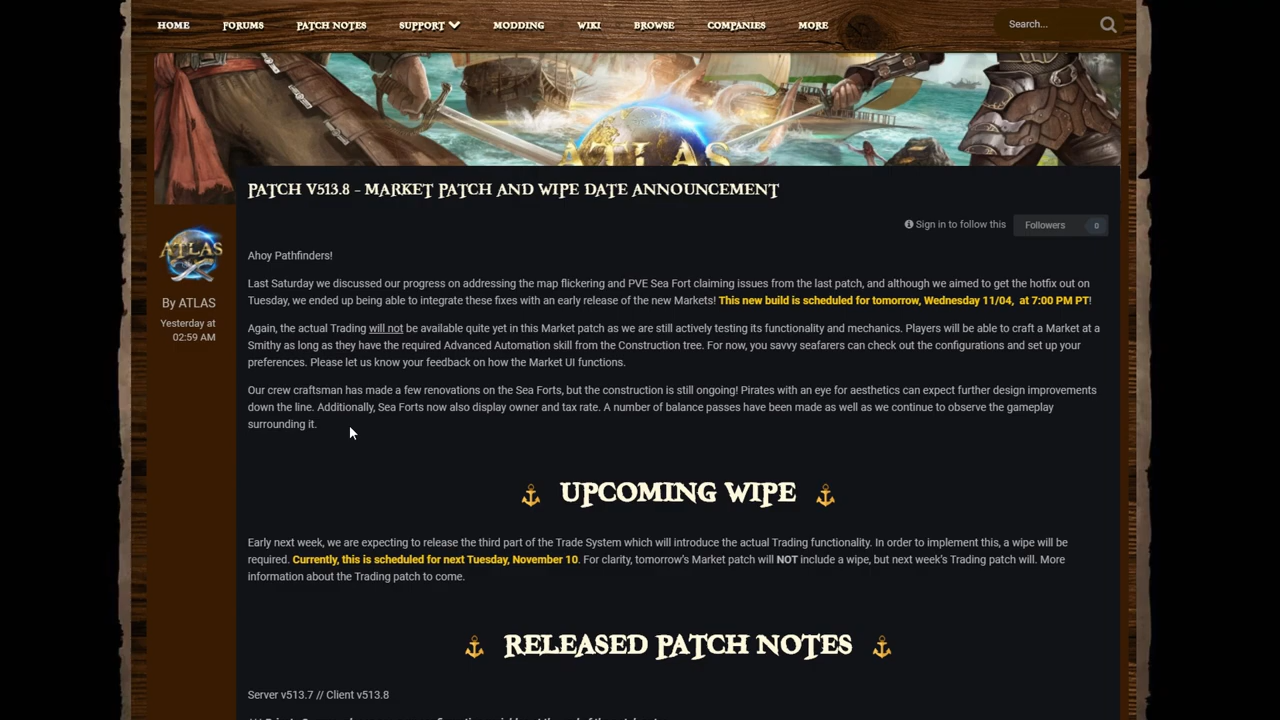 HOME FORUMS PATCH NOTES SUPPORT MODDING WIKI BROWSE COMPANIES MORE Search...
ATLAS
PATCH V513.8 - MARKET PATCH AND WIPE DATE ANNOUNCEMENT
Sign in to follow this Followers 0
ATLAS
By ATLAS
Yesterday at
02:59 AM
Ahoy Pathfinders!
Last Saturday we discussed our progress on addressing the map flickering and PVE Sea Fort claiming issues from the last patch, and although we aimed to get the hotfix out on
Tuesday, we ended up being able to integrate these fixes with an early release of the new Markets! This new build is scheduled for tomorrow, Wednesday 11/04, at 7:00 PM PT!
Again, the actual Trading will not be available quite yet in this Market patch as we are still actively testing its functionality and mechanics. Players will be able to craft a Market at a
Smithy as long as they have the required Advanced Automation skill from the Construction tree. For now, you savvy seafarers can check out the configurations and set up your
preferences. Please let us know your feedback on how the Market UI functions.
Our crew craftsman has made a few renovations on the Sea Forts, but the construction is still ongoing! Pirates with an eye for aesthetics can expect further design improvements
down the line. Additionally, Sea Forts now also display owner and tax rate. A number of balance passes have been made as well as we continue to observe the gameplay
surrounding it.
UPCOMING WIPE
Early next week, we are expecting to release the third part of the Trade System which will introduce the actual Trading functionality. In order to implement this, a wipe will be
required. Currently, this is scheduled for next Tuesday, November 10. For clarity, tomorrow's Market patch will NOT include a wipe, but next week's Trading patch will. More
information about the Trading patch to come.
RELEASED PATCH NOTES
Server v513.7 // Client v513.8